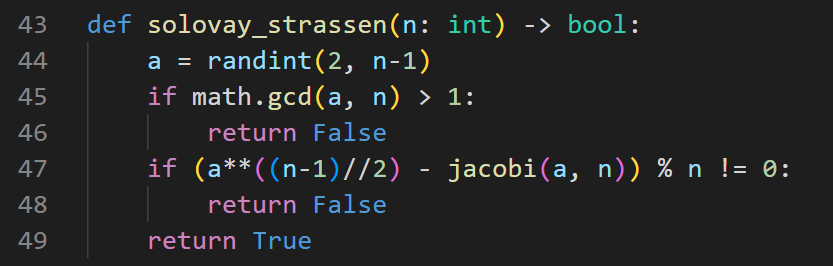 43 def solovay_strassen(n: int) -> bool:
44     a = randint(2, n-1)
45     if math.gcd(a, n) > 1:
46         return False
47     if (a**((n-1)//2) - jacobi(a, n)) % n != 0:
48         return False
49     return True